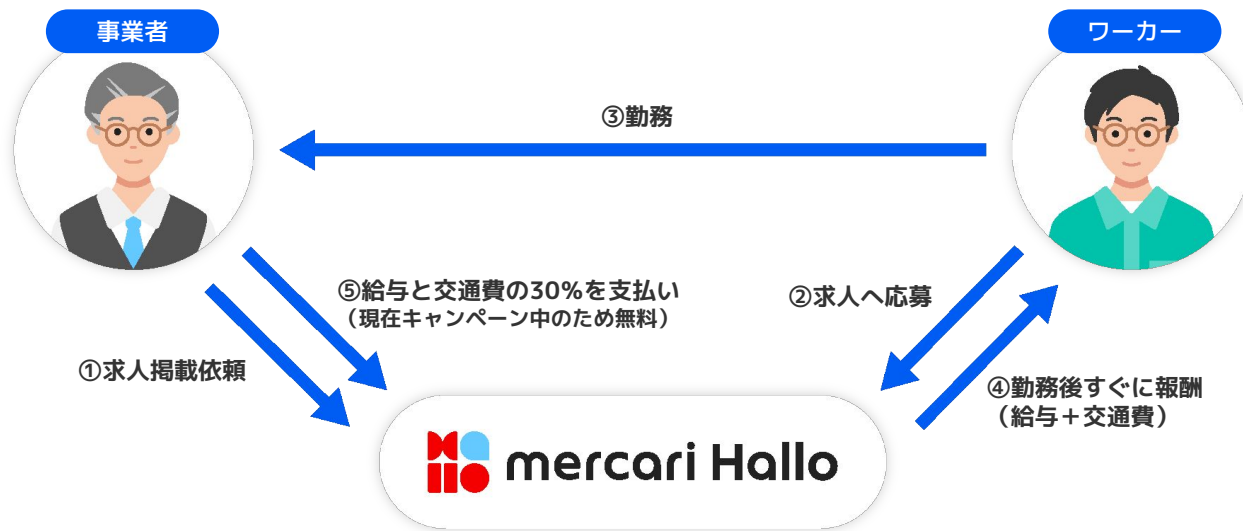 事業者
ワーカー
③勤務
⑤給与と交通費の30%を支払い
（現在キャンペーン中のため無料）
②求人へ応募
①求人掲載依頼
④勤務後すぐに報酬
（給与＋交通費）
mercari Hallo